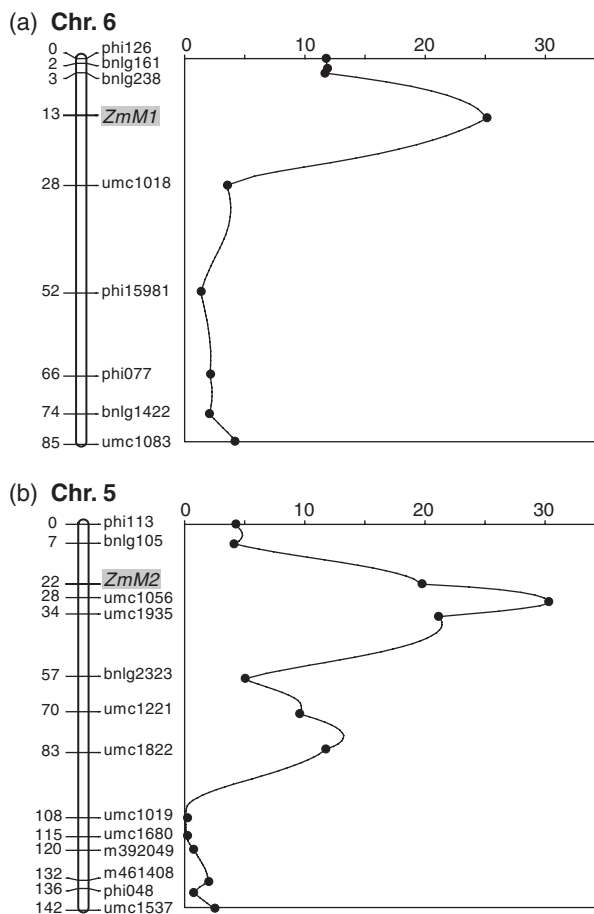 (a) Chr. 6
0 10 20 30
0 phi126
2 bnlg161
3 bnlg238
13 ZmM1
28 umc1018
52 phi15981
66 phi077
74 bnlg1422
85 umc1083
(b) Chr. 5
0 10 20 30
0 phi113
7 bnlg105
22 ZmM2
28 umc1056
34 umc1935
57 bnlg2323
70 umc1221
83 umc1822
108 umc1019
115 umc1680
120 m392049
132 m461408
136 phi048
142 umc1537